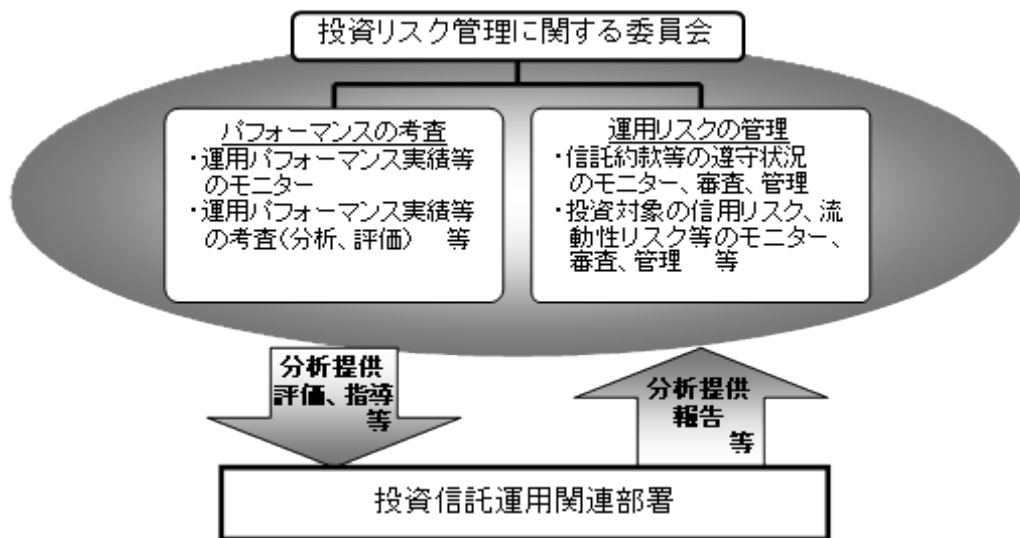 投資リスク管理に関する委員会
パフォーマンスの考査
・運用パフォーマンス実績等
のモニター
・運用パフォーマンス実績等
の考査(分析、評価) 等
運用リスクの管理
・信託約款等の遵守状況
のモニター、審査、管理
・投資対象の信用リスク、流
動性リスク等のモニター、
審査、管理 等
分析提供
評価、指導
等
分析提供
報告
等
投資信託運用関連部署